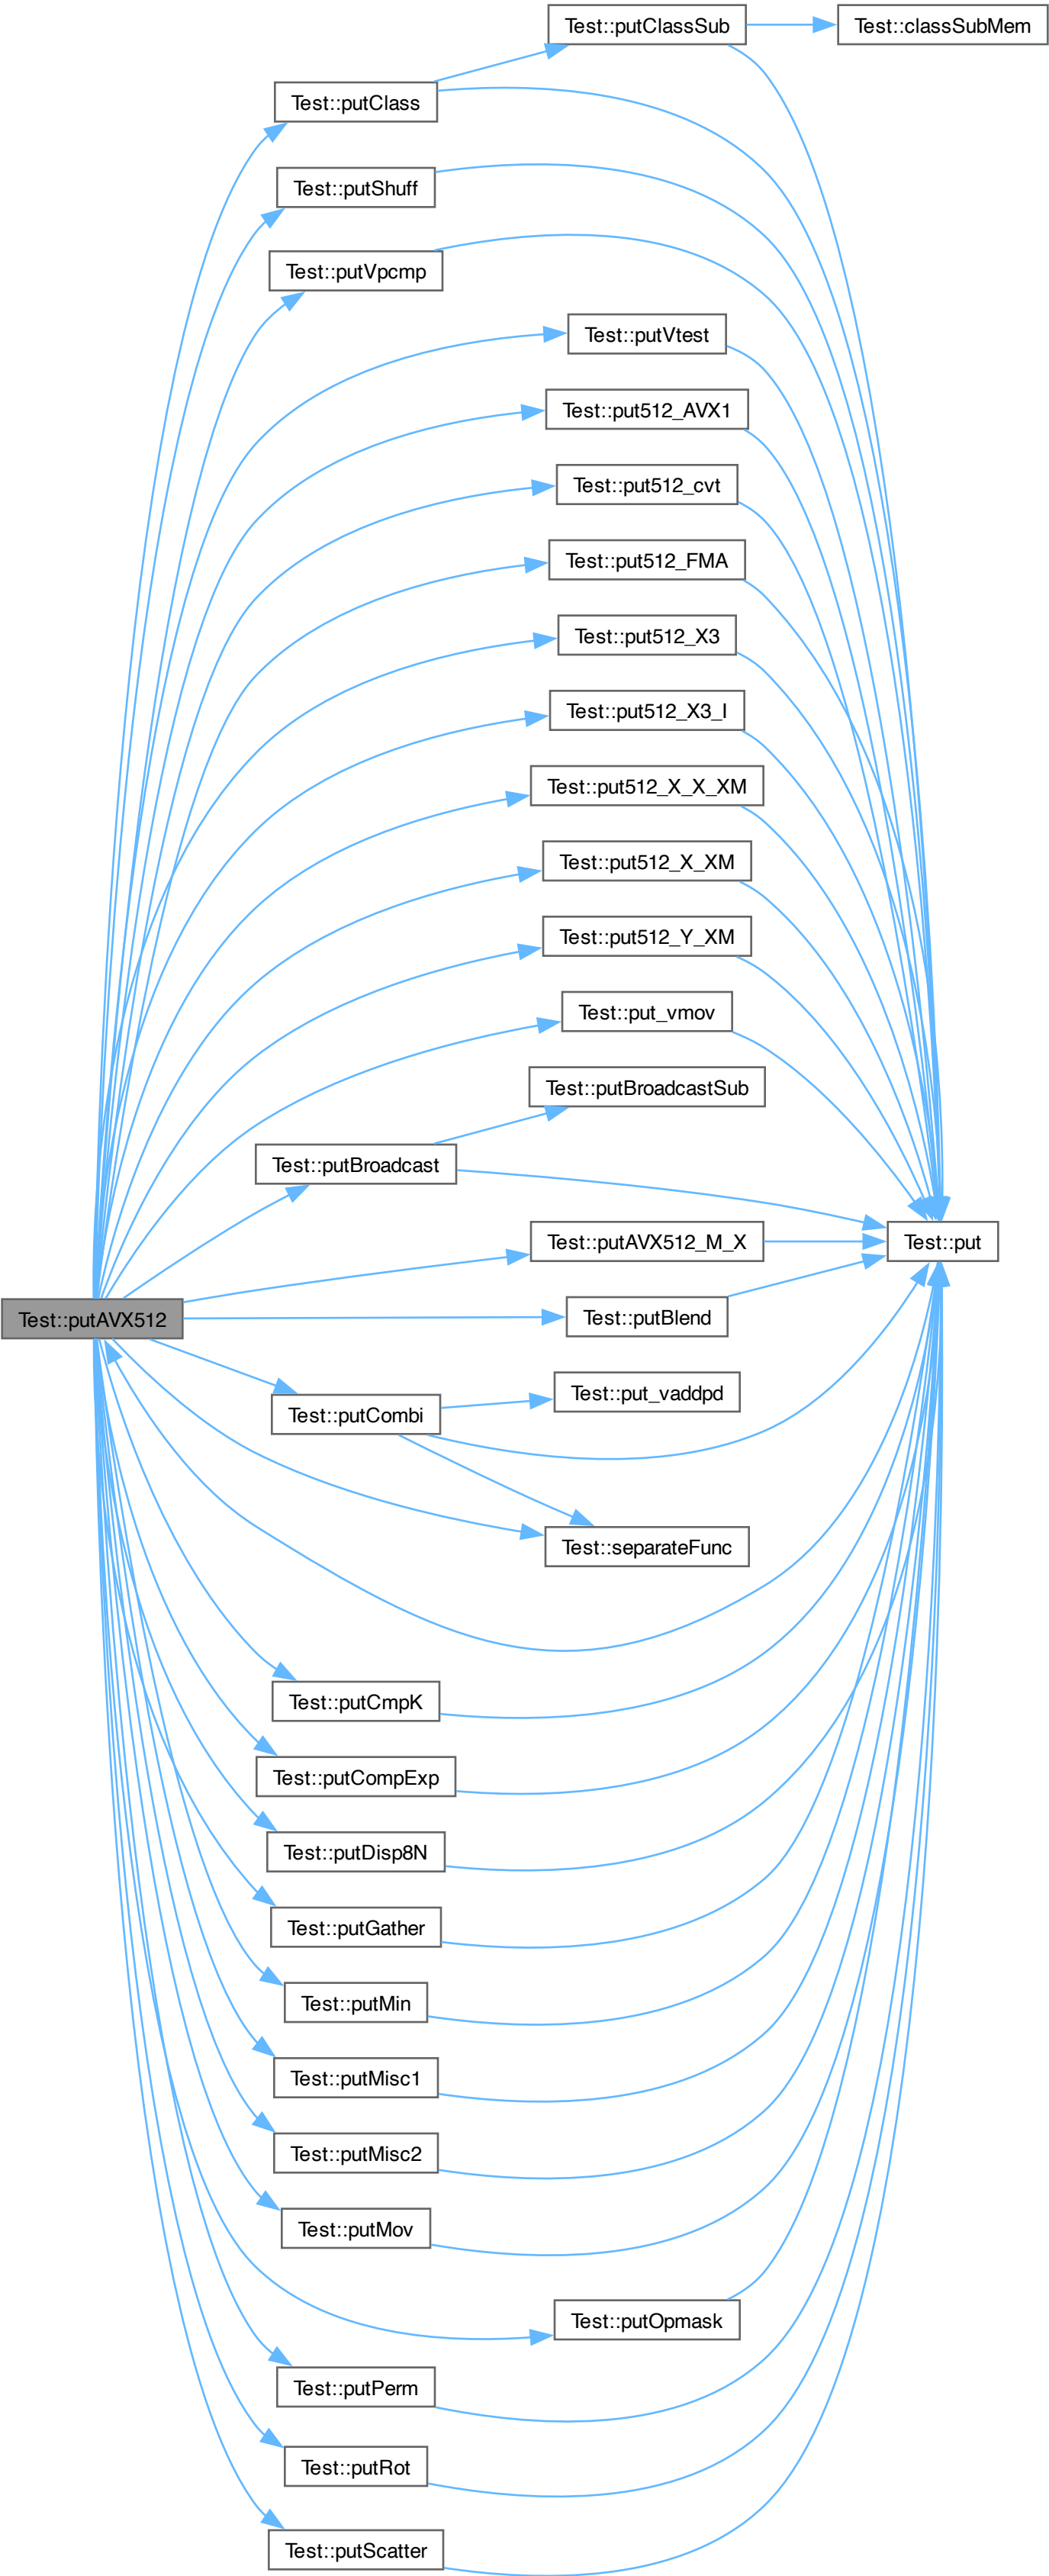 Test::putClassSub
Test::classSubMem
Test::putClass
Test::putShuff
Test::putVpcmp
Test::putVtest
Test::put512_AVX1
Test::put512_cvt
Test::put512_FMA
Test::put512_X3
Test::put512_X3_I
Test::put512_X_X_XM
Test::put512_X_XM
Test::put512_Y_XM
Test::put_vmov
Test::putBroadcastSub
Test::putBroadcast
Test::putAVX512_M_X
Test::put
Test::putAVX512
Test::putBlend
Test::put_vaddpd
Test::putCombi
Test::separateFunc
Test::putCmpK
Test::putCompExp
Test::putDisp8N
Test::putGather
Test::putMin
Test::putMisc1
Test::putMisc2
Test::putMov
Test::putOpmask
Test::putPerm
Test::putRot
Test::putScatter